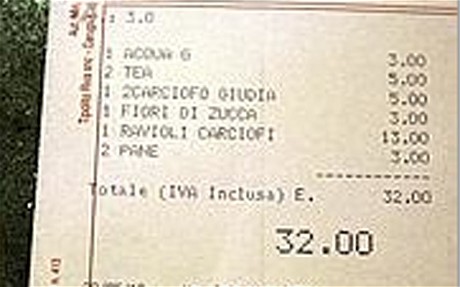 : 3.0
1 ACQUA G 3.00
2 TEA 5.00
1 2CARCIOFO GIUDIA 5.00
1 FIORI DI ZUCCA 3.00
1 RAVIOLI CARCIOFI 13.00
2 PANE 3.00
Totale (IVA Inclusa) E. 32.00
32.00